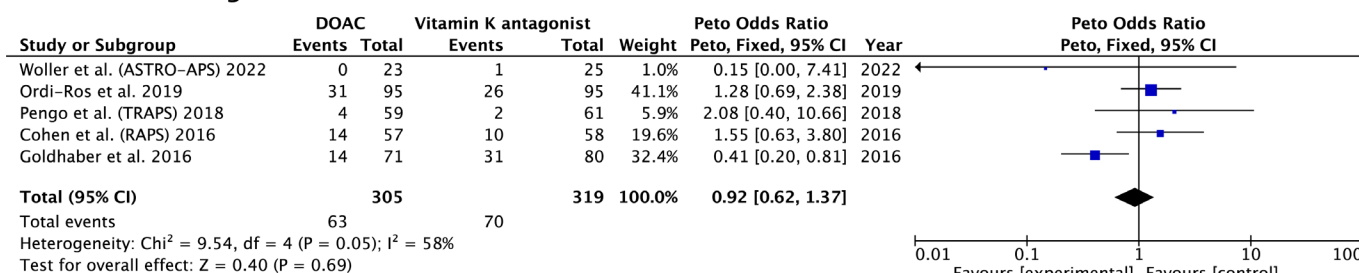 DOAC Vitamin K antagonist Peto Odds Ratio Peto Odds Ratio
Study or Subgroup Events Total Events Total Weight Peto, Fixed, 95% CI Year Peto, Fixed, 95% CI
Woller et al. (ASTRO-APS) 2022 0 23 1 25 1.0% 0.15 [0.00, 7.41] 2022
Ordi-Ros et al. 2019 31 95 26 95 41.1% 1.28 [0.69, 2.38] 2019
Pengo et al. (TRAPS) 2018 4 59 2 61 5.9% 2.08 [0.40, 10.66] 2018
Cohen et al. (RAPS) 2016 14 57 10 58 19.6% 1.55 [0.63, 3.80] 2016
Goldhaber et al. 2016 14 71 31 80 32.4% 0.41 [0.20, 0.81] 2016
Total (95% CI) 305 319 100.0% 0.92 [0.62, 1.37]
Total events 63 70
Heterogeneity: Chi² = 9.54, df = 4 (P = 0.05); I² = 58%
Test for overall effect: Z = 0.40 (P = 0.69)
0.01 0.1 1 10 100
Favours [experimental] Favours [control]